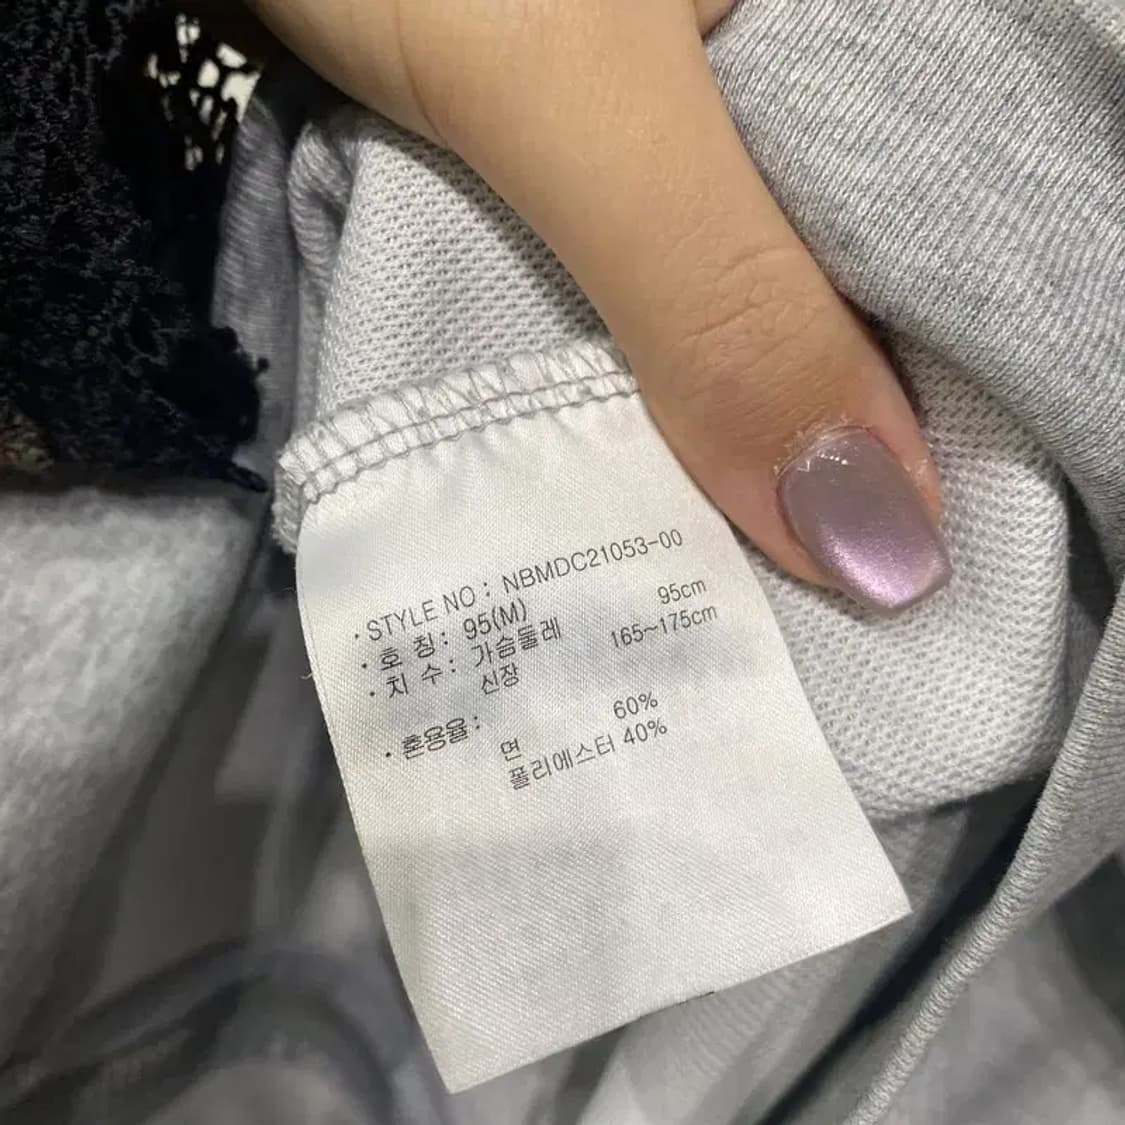 · STYLE NO : NBMDC21053-00
· 호 칭 : 95(M)
· 치 수 : 가슴둘레 95cm
신장 165~175cm
· 혼용율 :
면 60%
폴리에스터 40%